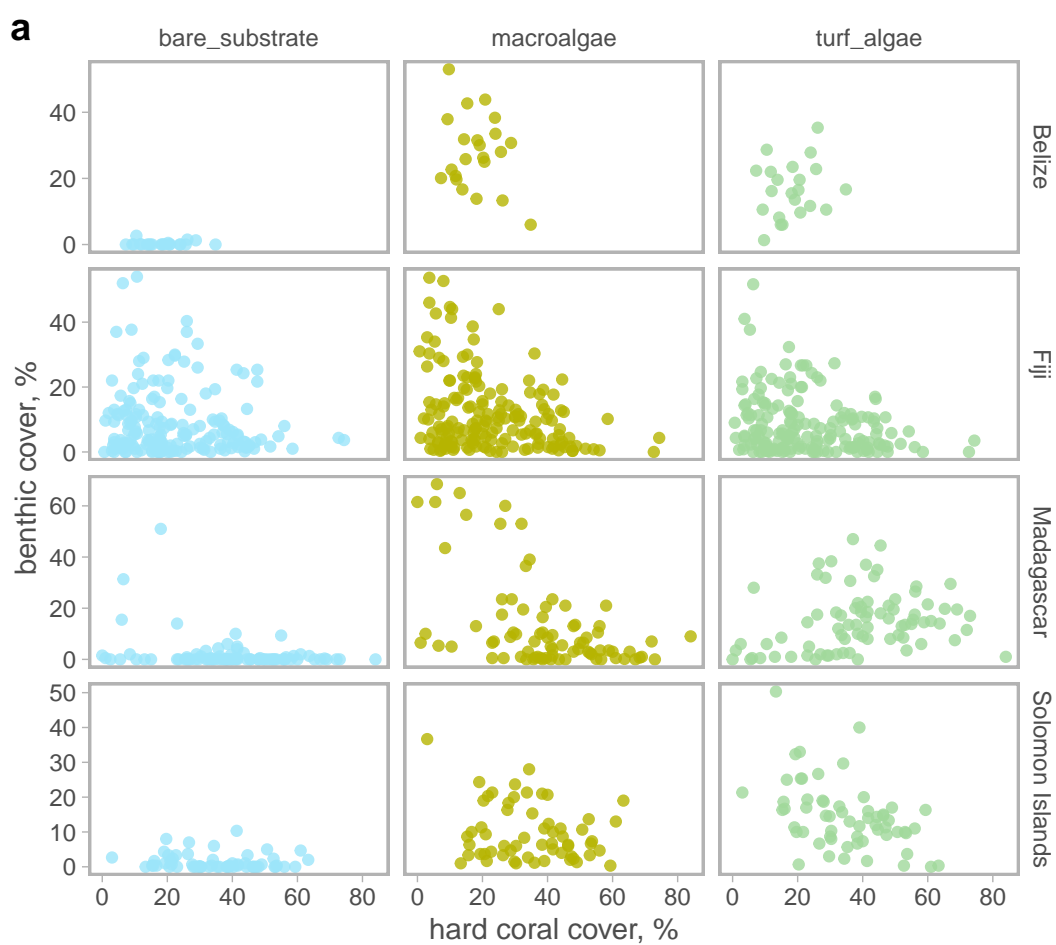 a
bare_substrate macroalgae turf_algae
40
20
0
Belize
40
20
0
Fiji
benthic cover, %
60
40
20
0
Madagascar
50
40
30
20
10
0
Solomon Islands
0 20 40 60 80 0 20 40 60 80 0 20 40 60 80
hard coral cover, %